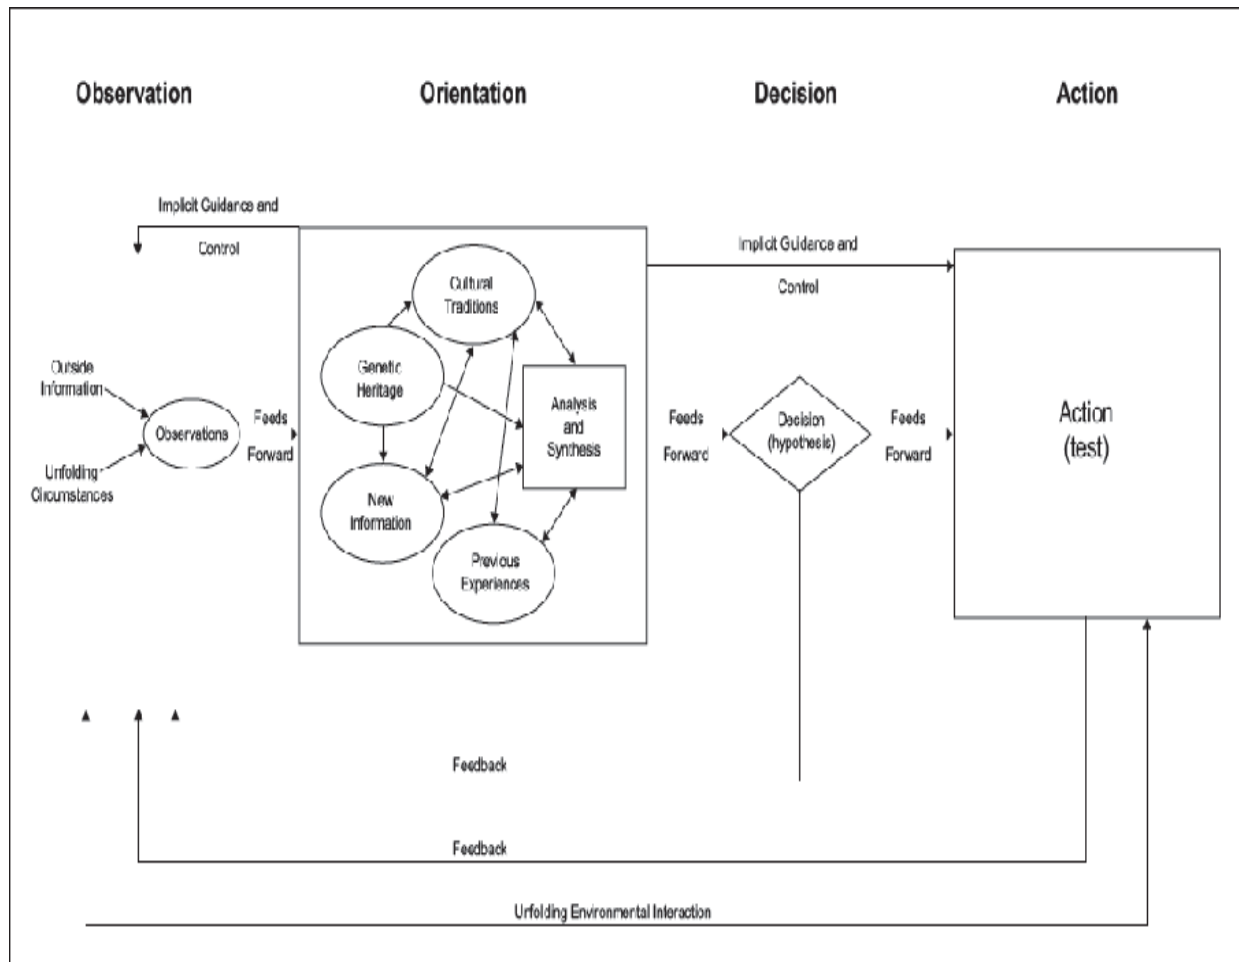 Observation
Orientation
Decision
Action
Implicit Guidance and
Control
Implicit Guidance and
Control
Cultural
Traditions
Genetic
Heritage
Outside
Information
Observations
Unfolding
Circumstances
Feeds
Forward
Analysis
and
Synthesis
New
Information
Previous
Experiences
Feeds
Forward
Decision
(hypothesis)
Feeds
Forward
Action
(test)
Feedback
Feedback
Unfolding Environmental Interaction